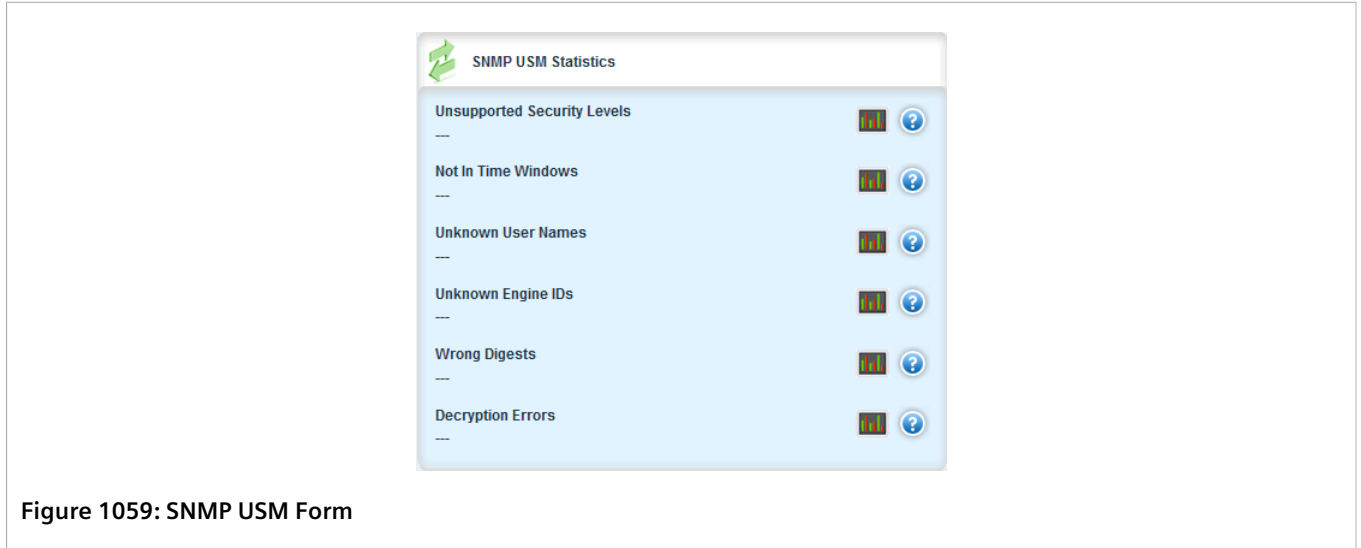 SNMP USM Statistics
Unsupported Security Levels
---
Not In Time Windows
---
Unknown User Names
---
Unknown Engine IDs
---
Wrong Digests
---
Decryption Errors
---
Figure 1059: SNMP USM Form